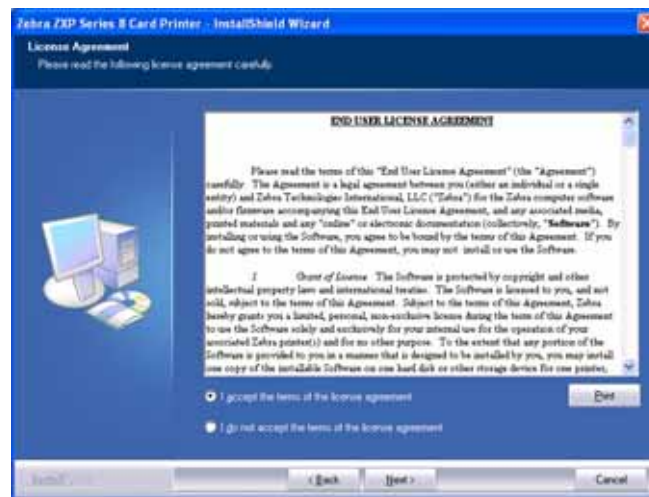 Zebra ZXP Series 8 Card Printer - InstallShield Wizard
License Agreement
Please read the following license agreement carefully.
END USER LICENSE AGREEMENT
Please read the terms of this "End User License Agreement" (the "Agreement")
carefully. The Agreement is a legal agreement between you (either an individual or a single
entity) and Zebra Technologies International, LLC ("Zebra") for the Zebra computer software
and/or firmware accompanying this End User License Agreement, and any associated media,
printed materials and any "online" or electronic documentation (collectively, "Software"). By
installing or using the Software, you agree to be bound by the terms of this Agreement. If you
do not agree to the terms of this Agreement, you may not install or use the Software.
1 Grant of License The Software is protected by copyright and other
intellectual property laws and international treaties. The Software is licensed to you, and not
sold, subject to the terms of this Agreement. Subject to the terms of this Agreement, Zebra
hereby grants you a limited, personal, non-exclusive license during the term of this Agreement
to use the Software solely and exclusively for your internal use for the operation of your
associated Zebra printer(s) and for no other purpose. To the extent that any portion of the
Software is provided to you in a manner that is designed to be installed by you, you may install
one copy of the installable Software on one hard disk or other storage device for one printer,
I accept the terms of the license agreement
Print
I do not accept the terms of the license agreement
InstallShield
< Back
Next >
Cancel